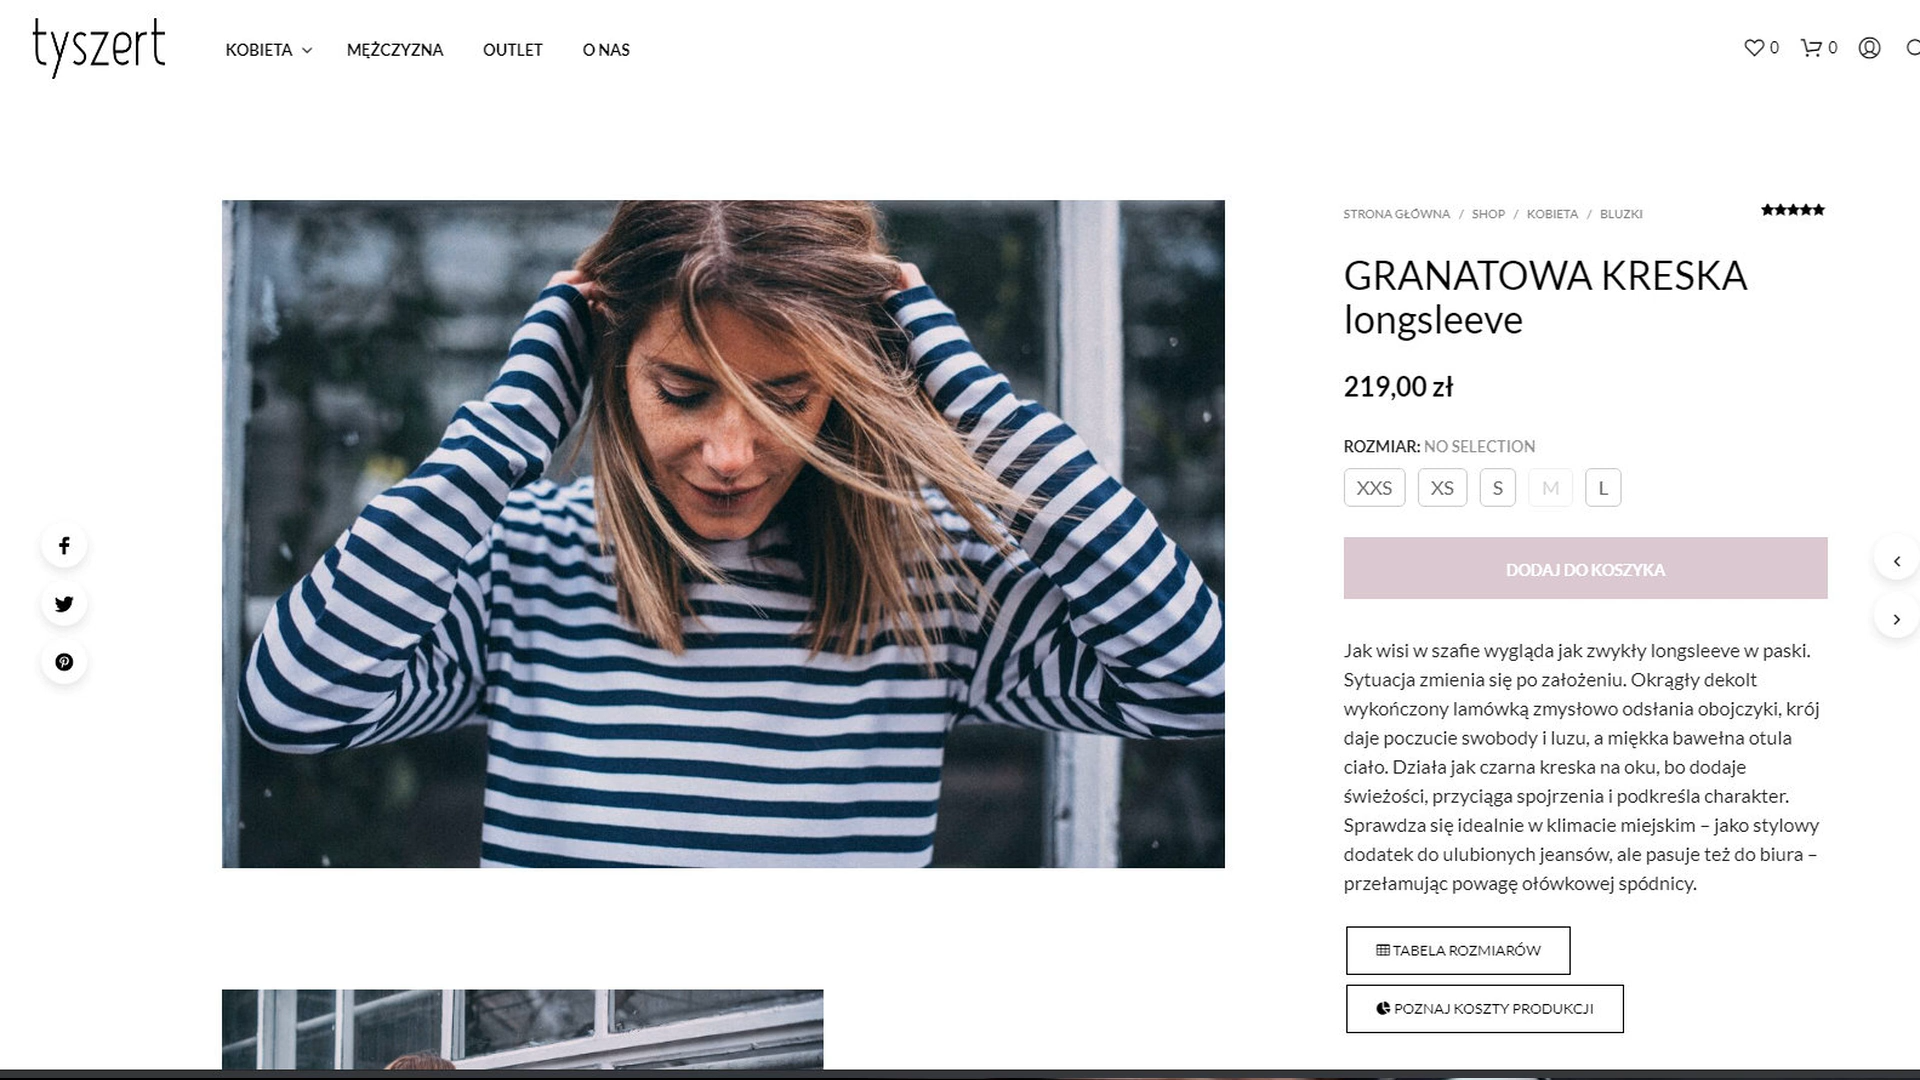 tyszert
KOBIETA
MĘŻCZYZNA
OUTLET
O NAS
0
0
STRONA GŁÓWNA / SHOP / KOBIETA / BLUZKI
GRANATOWA KRESKA
longsleeve
219,00 zł
ROZMIAR: NO SELECTION
XXS XS S M L
DODAJ DO KOSZYKA
Jak wisi w szafie wygląda jak zwykły longsleeve w paski.
Sytuacja zmienia się po założeniu. Okrągły dekolt
wykończony lamówką zmysłowo odsłania obojczyki, krój
daje poczucie swobody i luzu, a miękka bawełna otula
ciało. Działa jak czarna kreska na oku, bo dodaje
świeżości, przyciąga spojrzenia i podkreśla charakter.
Sprawdza się idealnie w klimacie miejskim – jako stylowy
dodatek do ulubionych jeansów, ale pasuje też do biura –
przełamując powagę ołówkowej spódnicy.
TABELA ROZMIARÓW
POZNAJ KOSZTY PRODUKCJI